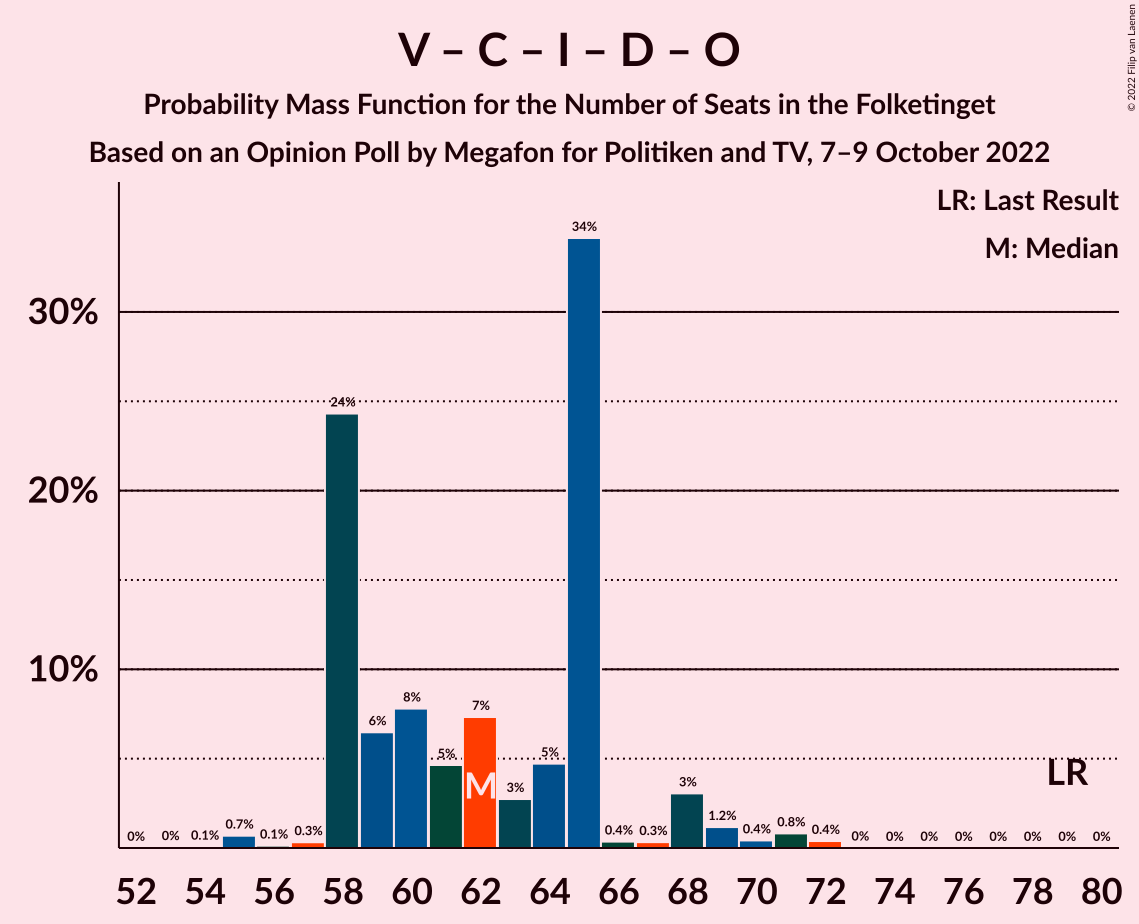 V – C – I – D – O
Probability Mass Function for the Number of Seats in the Folketinget
Based on an Opinion Poll by Megafon for Politiken and TV, 7–9 October 2022
© 2022 Filip van Laenen
LR: Last Result
M: Median
34%
30%
24%
20%
10%
8%
7%
6%
5%
5%
3%
3%
M
LR
0% 0% 0.1% 0.7% 0.1% 0.3% 0.4% 0.3% 1.2% 0.4% 0.8% 0.4% 0% 0% 0% 0% 0% 0% 0% 0%
52 54 56 58 60 62 64 66 68 70 72 74 76 78 80